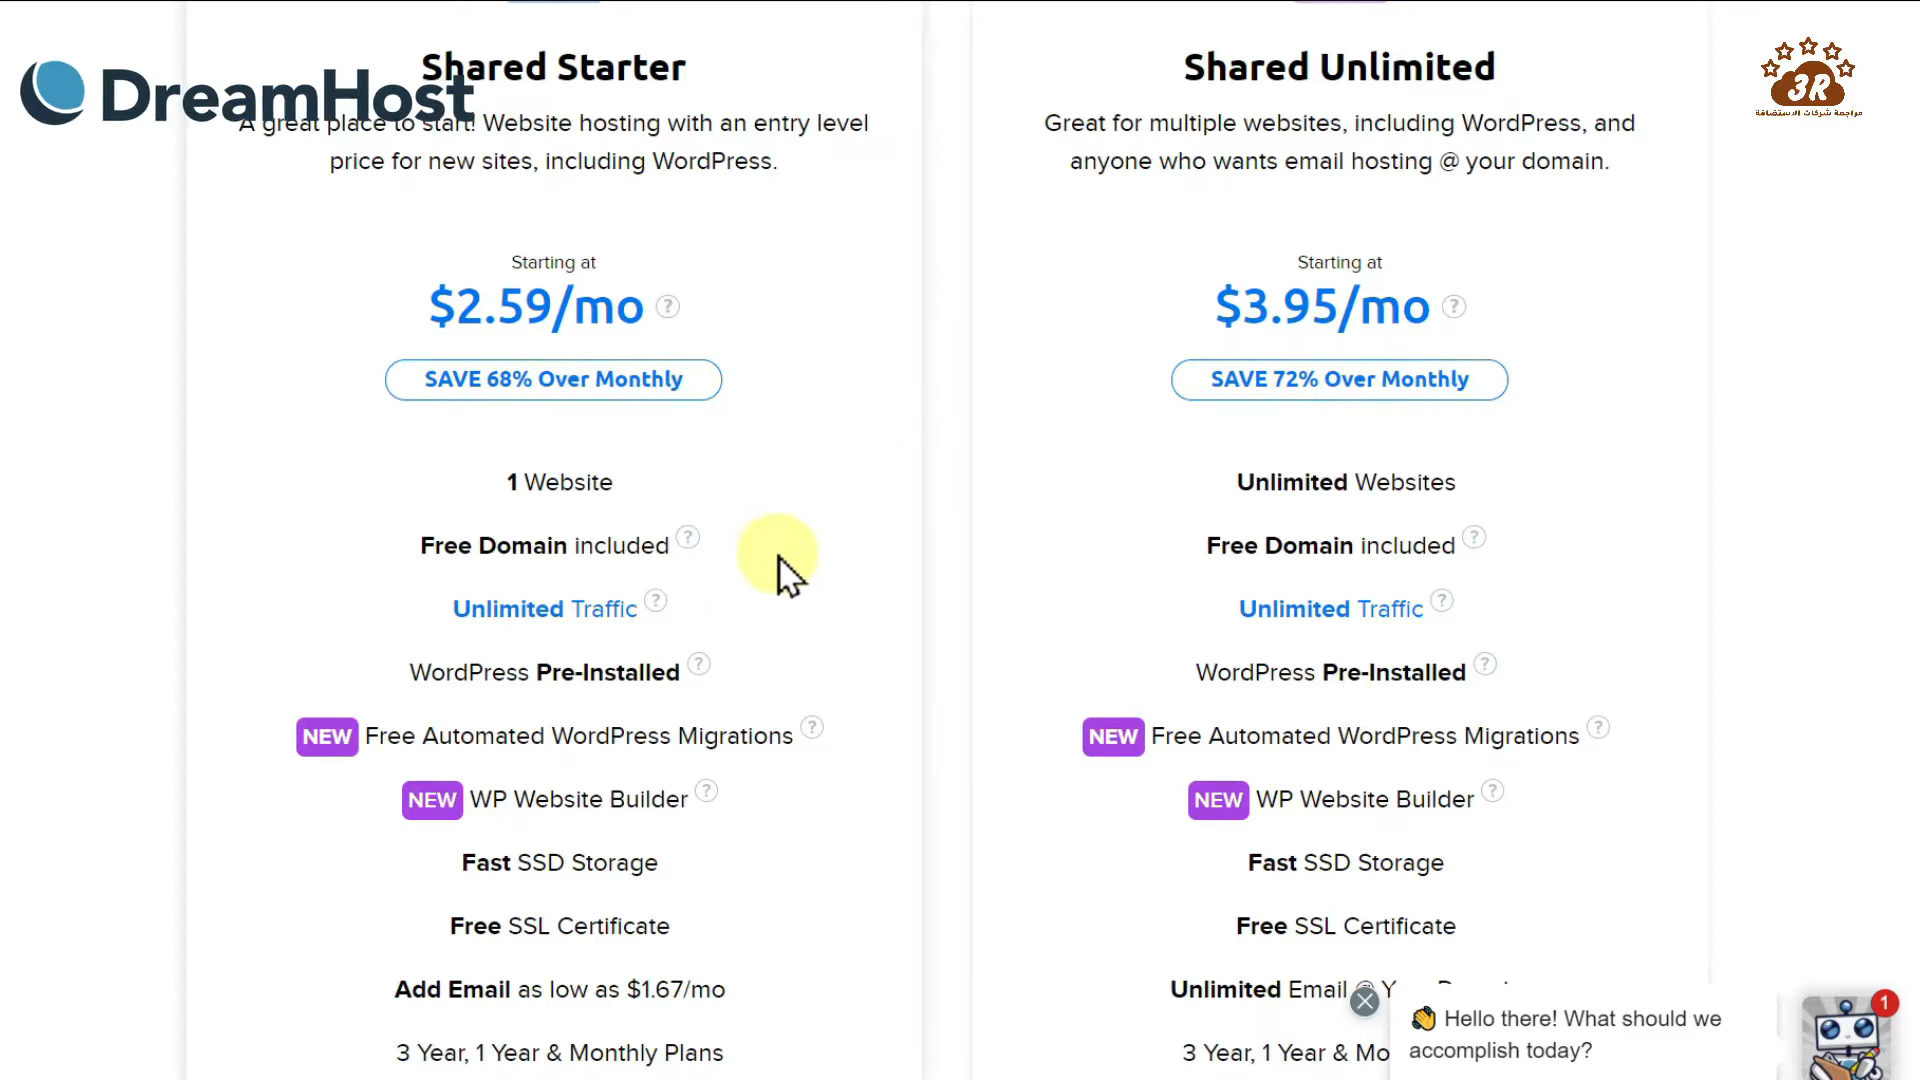 DreamHost
Shared Starter
A great place to start! Website hosting with an entry level
price for new sites, including WordPress.
Starting at
$2.59/mo ?
SAVE 68% Over Monthly
1 Website
Free Domain included ?
Unlimited Traffic ?
WordPress Pre-Installed ?
NEW Free Automated WordPress Migrations ?
NEW WP Website Builder ?
Fast SSD Storage
Free SSL Certificate
Add Email as low as $1.67/mo
3 Year, 1 Year & Monthly Plans
Shared Unlimited
Great for multiple websites, including WordPress, and
anyone who wants email hosting @ your domain.
Starting at
$3.95/mo ?
SAVE 72% Over Monthly
Unlimited Websites
Free Domain included ?
Unlimited Traffic ?
WordPress Pre-Installed ?
NEW Free Automated WordPress Migrations ?
NEW WP Website Builder ?
Fast SSD Storage
Free SSL Certificate
Unlimited Email @
3 Year, 1 Year & Mo
3R
مراجعة شركات الاستضافة
👋 Hello there! What should we
accomplish today?
1